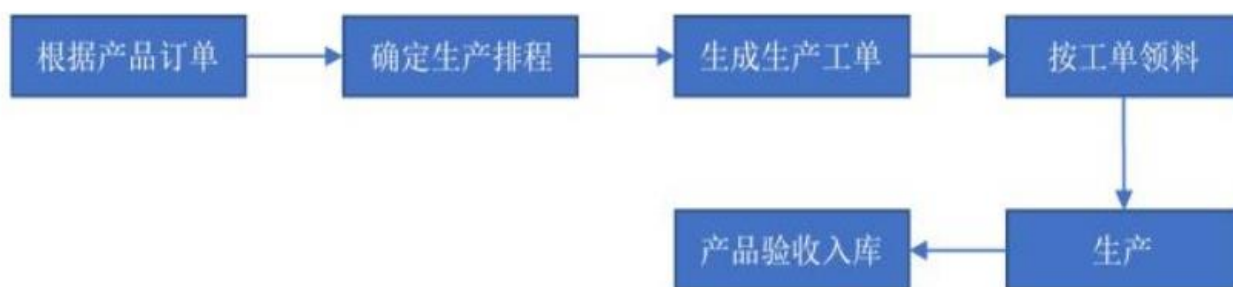 根据产品订单
确定生产排程
生成生产工单
按工单领料
生产
产品验收入库